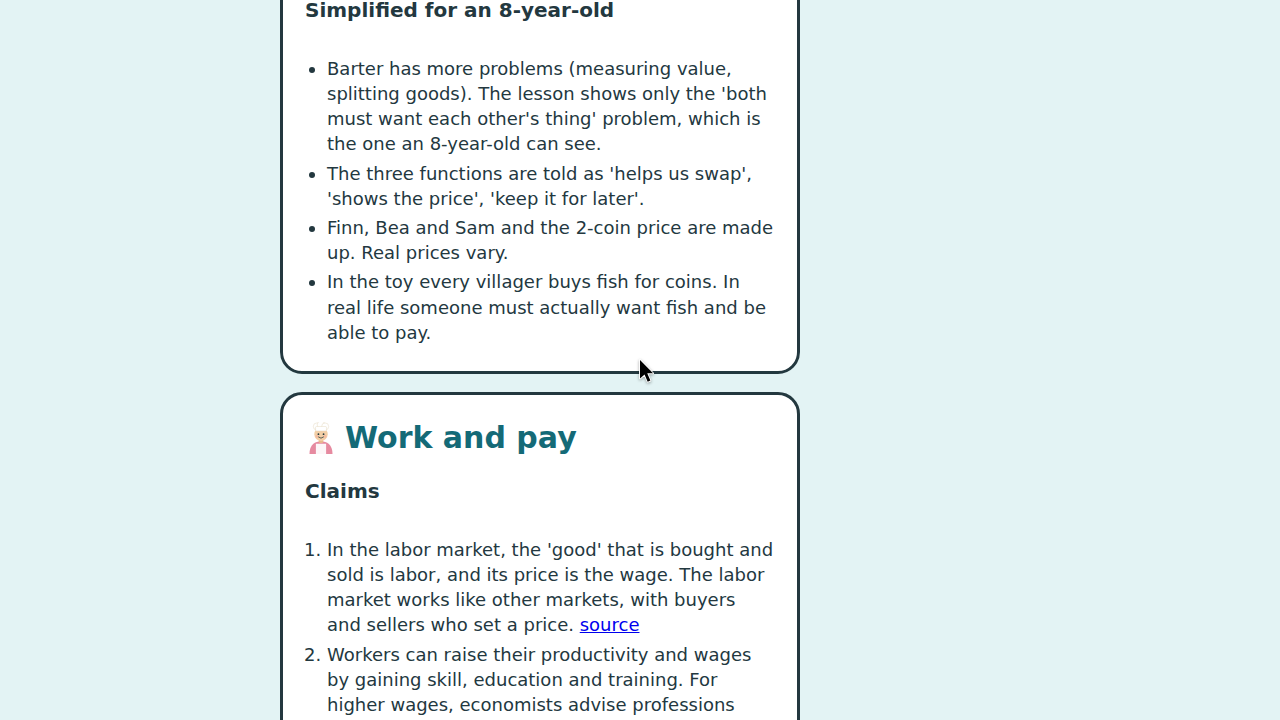 Simplified for an 8-year-old
• Barter has more problems (measuring value,
splitting goods). The lesson shows only the 'both
must want each other's thing' problem, which is
the one an 8-year-old can see.
• The three functions are told as 'helps us swap',
'shows the price', 'keep it for later'.
• Finn, Bea and Sam and the 2-coin price are made
up. Real prices vary.
• In the toy every villager buys fish for coins. In
real life someone must actually want fish and be
able to pay.
Work and pay
Claims
1. In the labor market, the 'good' that is bought and
sold is labor, and its price is the wage. The labor
market works like other markets, with buyers
and sellers who set a price. source
2. Workers can raise their productivity and wages
by gaining skill, education and training. For
higher wages, economists advise professions